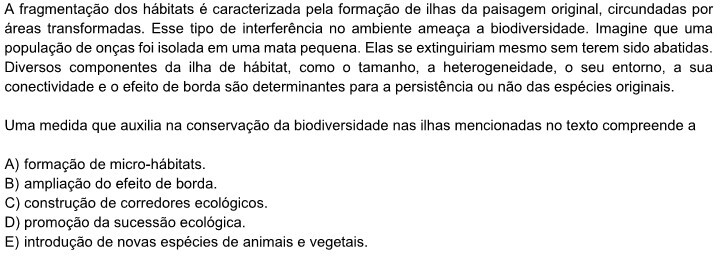 A fragmentação dos hábitats é caracterizada pela formação de ilhas da paisagem original, circundadas por
áreas transformadas. Esse tipo de interferência no ambiente ameaça a biodiversidade. Imagine que uma
população de onças foi isolada em uma mata pequena. Elas se extinguiriam mesmo sem terem sido abatidas.
Diversos componentes da ilha de hábitat, como o tamanho, a heterogeneidade, o seu entorno, a sua
conectividade e o efeito de borda são determinantes para a persistência ou não das espécies originais.
Uma medida que auxilia na conservação da biodiversidade nas ilhas mencionadas no texto compreende a
A) formação de micro-hábitats.
B) ampliação do efeito de borda.
C) construção de corredores ecológicos.
D) promoção da sucessão ecológica.
E) introdução de novas espécies de animais e vegetais.